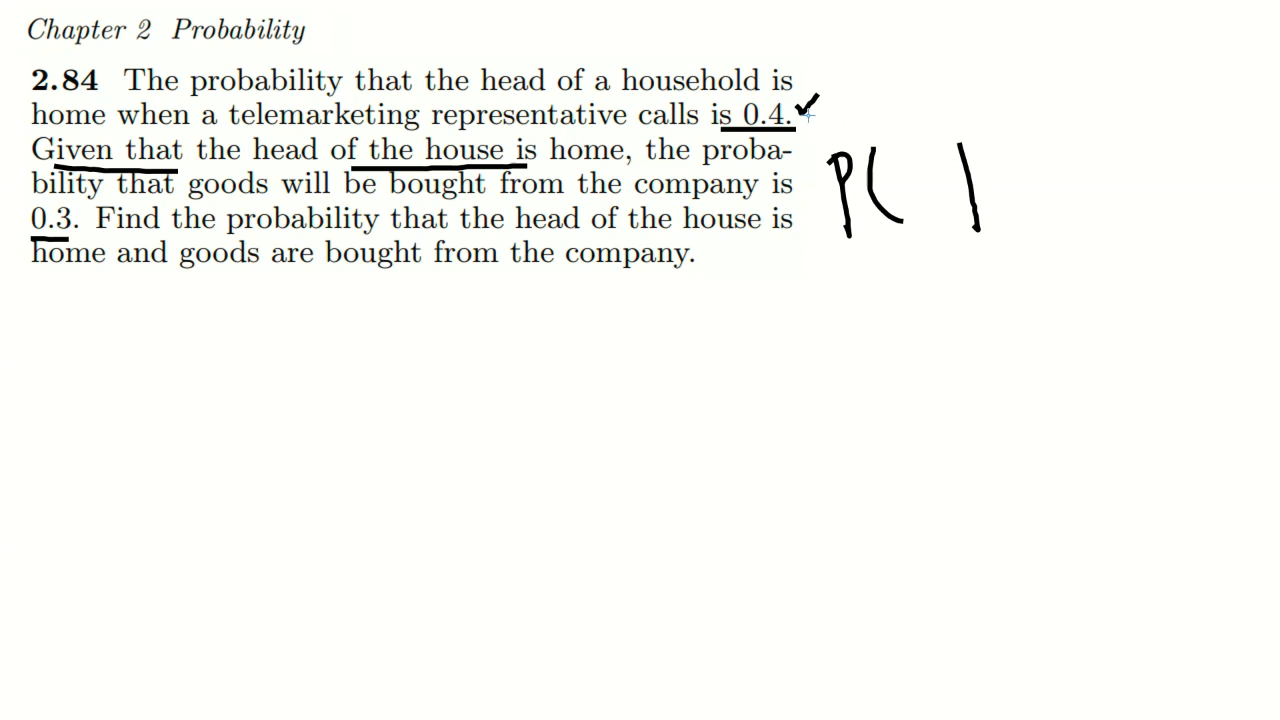 Chapter 2 Probability
2.84 The probability that the head of a household is
home when a telemarketing representative calls is 0.4.
Given that the head of the house is home, the proba-
bility that goods will be bought from the company is
0.3. Find the probability that the head of the house is
home and goods are bought from the company.
P( |